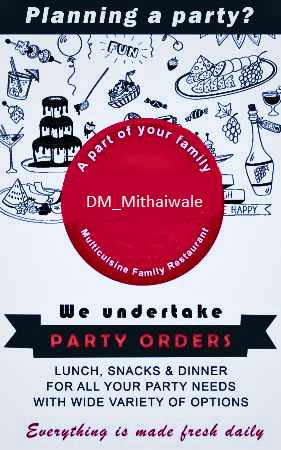 Planning a party?
FUN
A part of your family
DM_Mithaiwale
Multicuisine Family Restaurant
BE HAPPY
We undertake
PARTY ORDERS
LUNCH, SNACKS & DINNER
FOR ALL YOUR PARTY NEEDS
WITH WIDE VARIETY OF OPTIONS
Everything is made fresh daily